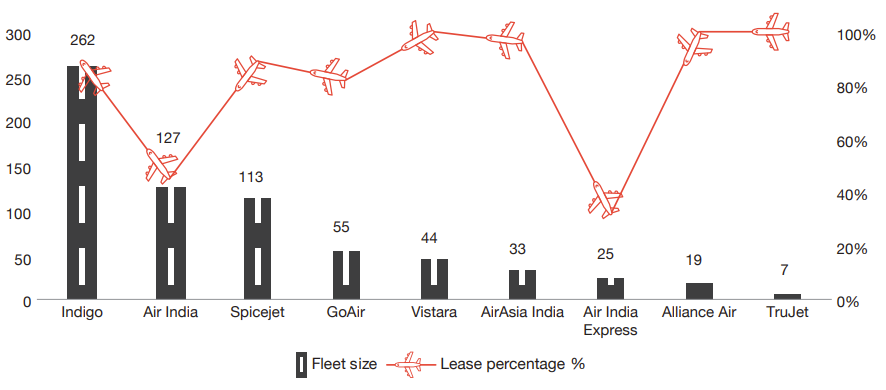 300
250
200
150
100
50
0
262
127
113
55
44
33
25
19
7
100%
80%
60%
40%
20%
0%
Indigo
Air India
Spicejet
GoAir
Vistara
AirAsia India
Air India
Express
Alliance Air
TruJet
Fleet size
Lease percentage %